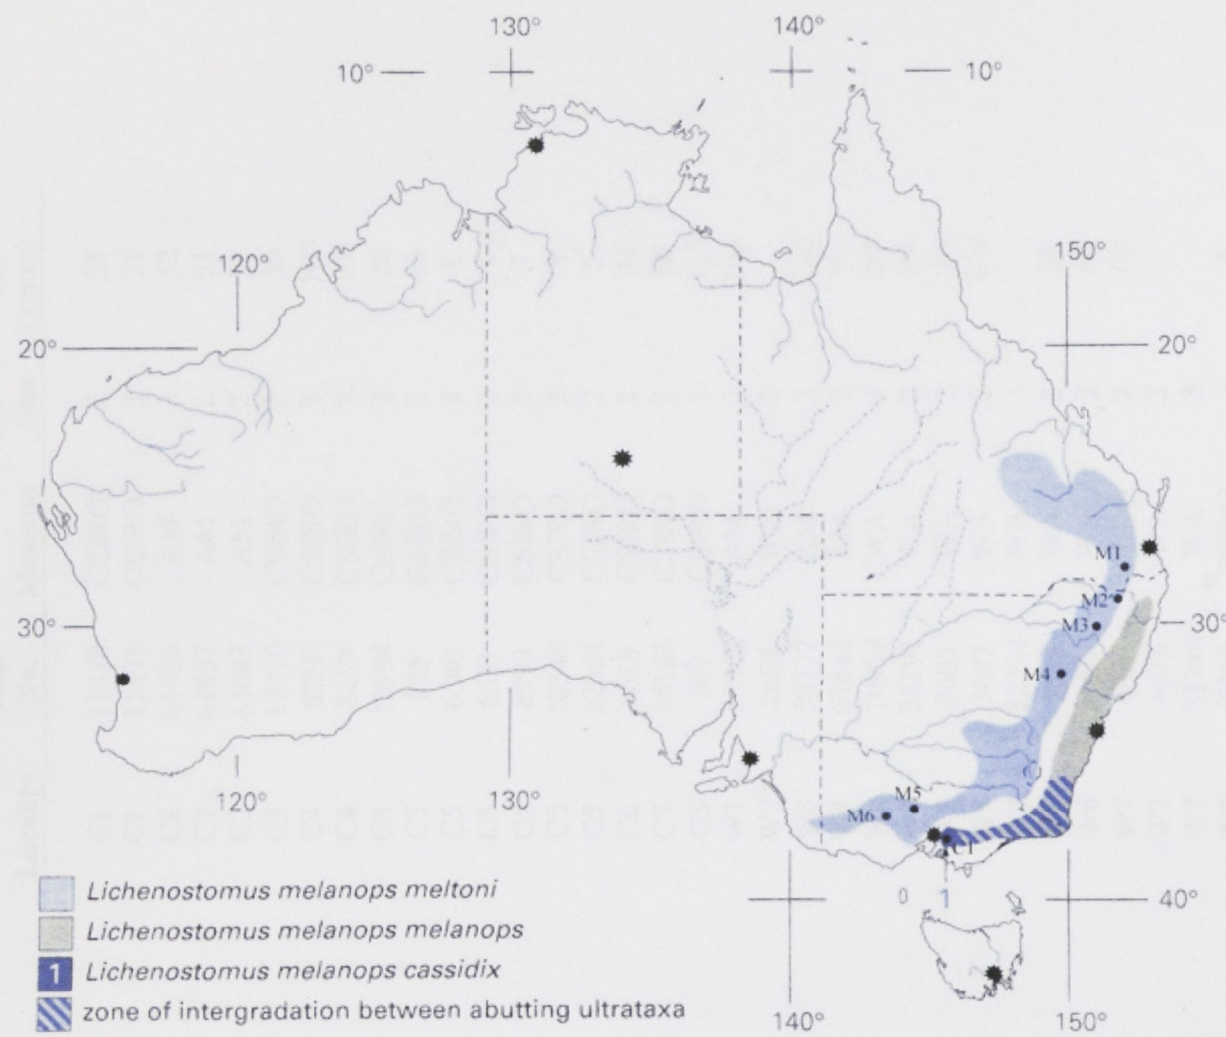 130°
140°
10°
10°
120°
150°
20°
20°
M1
M2
30°
M3
30°
M4
120°
130°
M5
M6
C1
Lichenostomus melanops meltoni
0
1
40°
Lichenostomus melanops melanops
1 Lichenostomus melanops cassidix
zone of intergradation between abutting ultrataxa
140°
150°